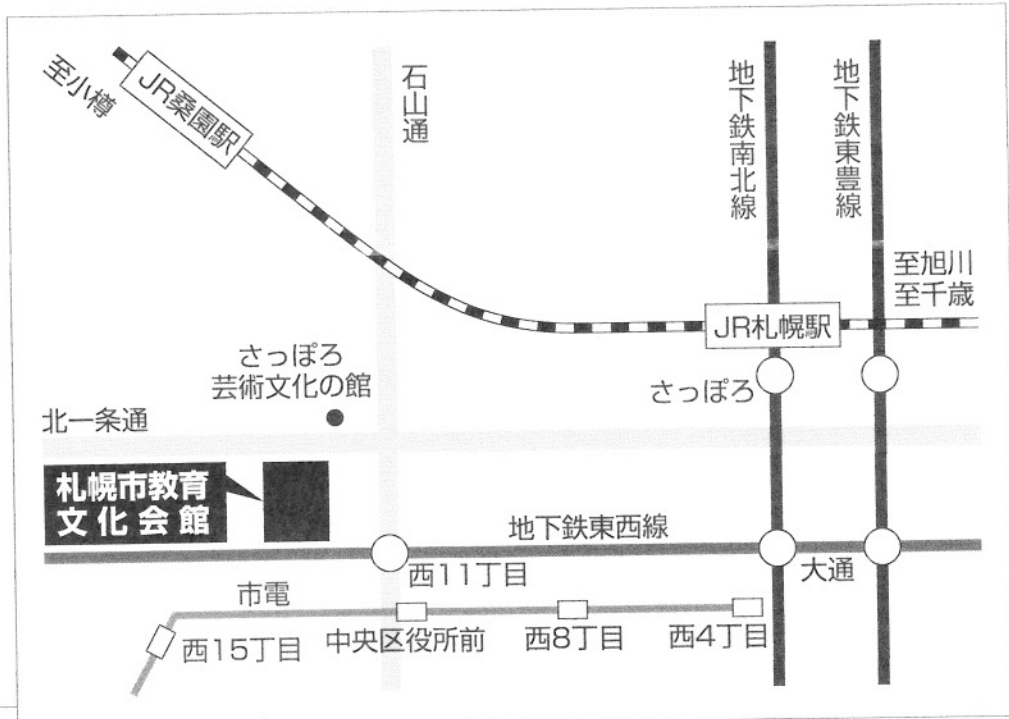 至小樽
JR桑園駅
石山通
地下鉄南北線
地下鉄東豊線
至旭川
至千歳
JR札幌駅
さっぽろ
芸術文化の館
さっぽろ
北一条通
札幌市教育
文化会館
地下鉄東西線
西11丁目
大通
市電
西15丁目
中央区役所前
西8丁目
西4丁目